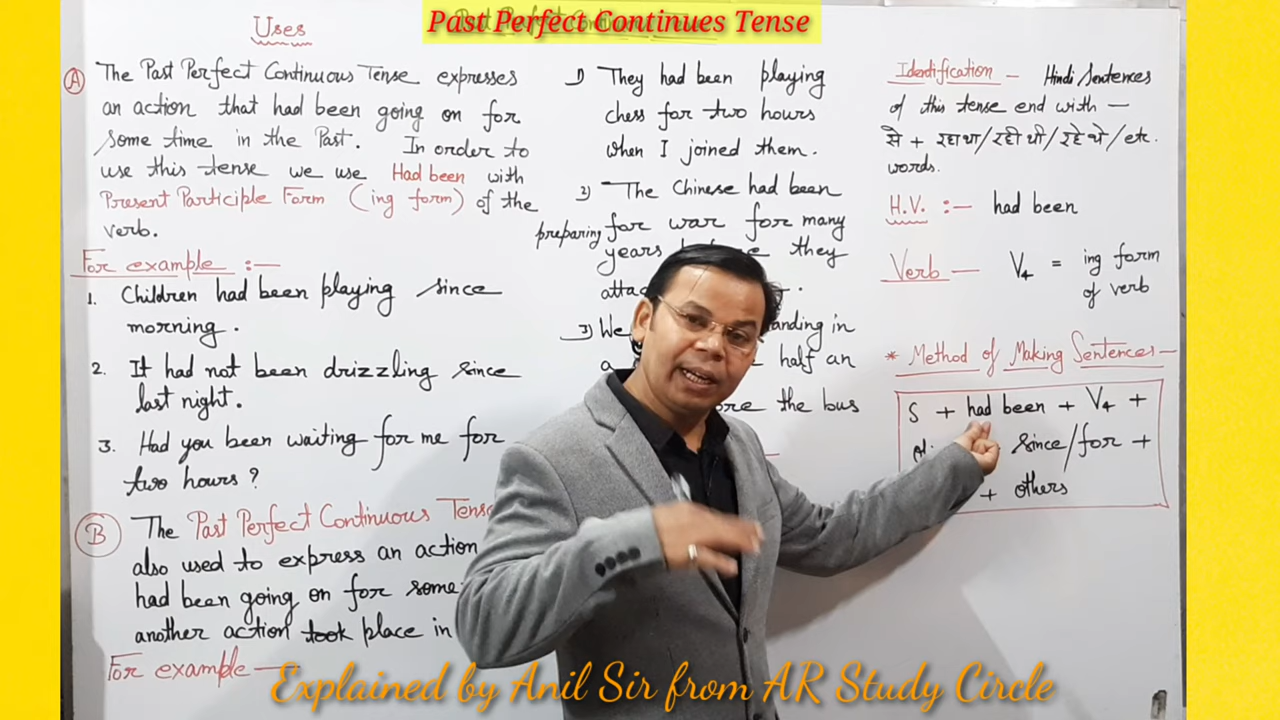 Past Perfect Continues Tense
Uses
A The Past Perfect Continuous Tense expresses
an action that had been going on for
some time in the Past. In order to
use this tense we use Had been with
Present Participle Form (ing form) of the
verb.
For example :—
1. Children had been playing since
morning.
2. It had not been drizzling since
last night.
3. Had you been waiting for me for
two hours?
B The Past Perfect Continuous Tens
also used to express an action
had been going on for some
another action took place in
For example —
1) They had been playing
chess for two hours
when I joined them.
2) The Chinese had been
preparing for war for many
years they
atta
3) We anding in
a half an
ore the bus
Identification — Hindi Sentences
of this tense end with —
से + रहा था/रही थी/रहे थे/etc.
words.
H.V. :— had been
Verb — V4 = ing form
of verb
* Method of Making Sentences —
S + had been + V4 +
since/for +
+ others
Explained by Anil Sir from AR Study Circle